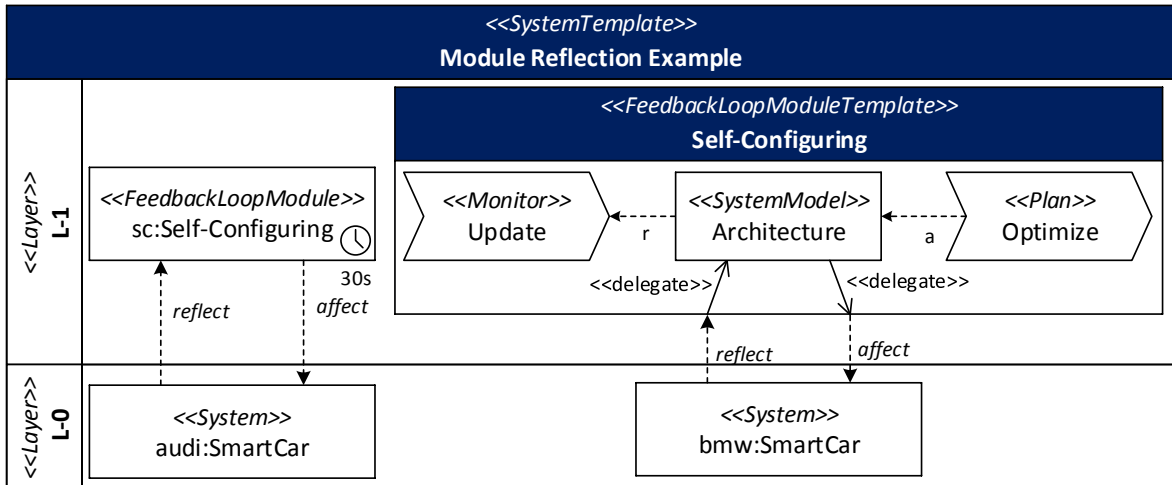 <<SystemTemplate>>
Module Reflection Example
<<Layer>>
L-1
<<FeedbackLoopModule>>
sc:Self-Configuring
30s
reflect
affect
<<FeedbackLoopModuleTemplate>>
Self-Configuring
<<Monitor>>
Update
r
<<SystemModel>>
Architecture
a
<<Plan>>
Optimize
<<delegate>>
<<delegate>>
reflect
affect
<<Layer>>
L-0
<<System>>
audi:SmartCar
<<System>>
bmw:SmartCar